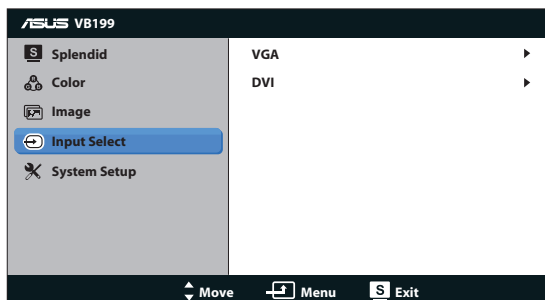 ASUS VB199
S Splendid
Color
Image
Input Select
System Setup
VGA
DVI
Move Menu S Exit